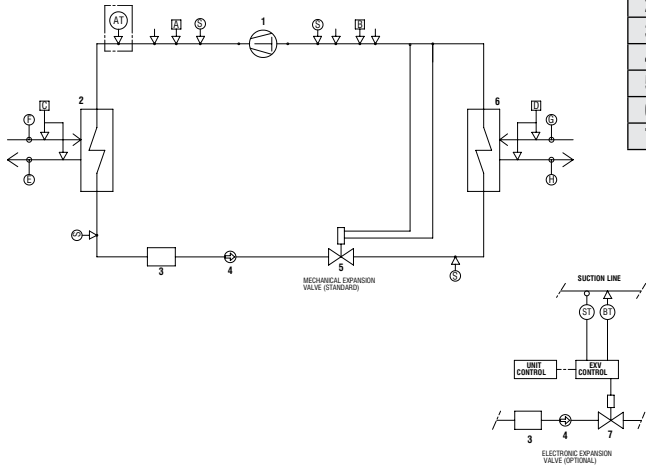 AT
A
S
1
S
B
2
6
C
D
F
G
E
H
S
3
4
5
S
MECHANICAL EXPANSION
VALVE (STANDARD)
SUCTION LINE
ST
BT
UNIT
CONTROL
EXV
CONTROL
3
4
7
ELECTRONIC EXPANSION
VALVE (OPTIONAL)